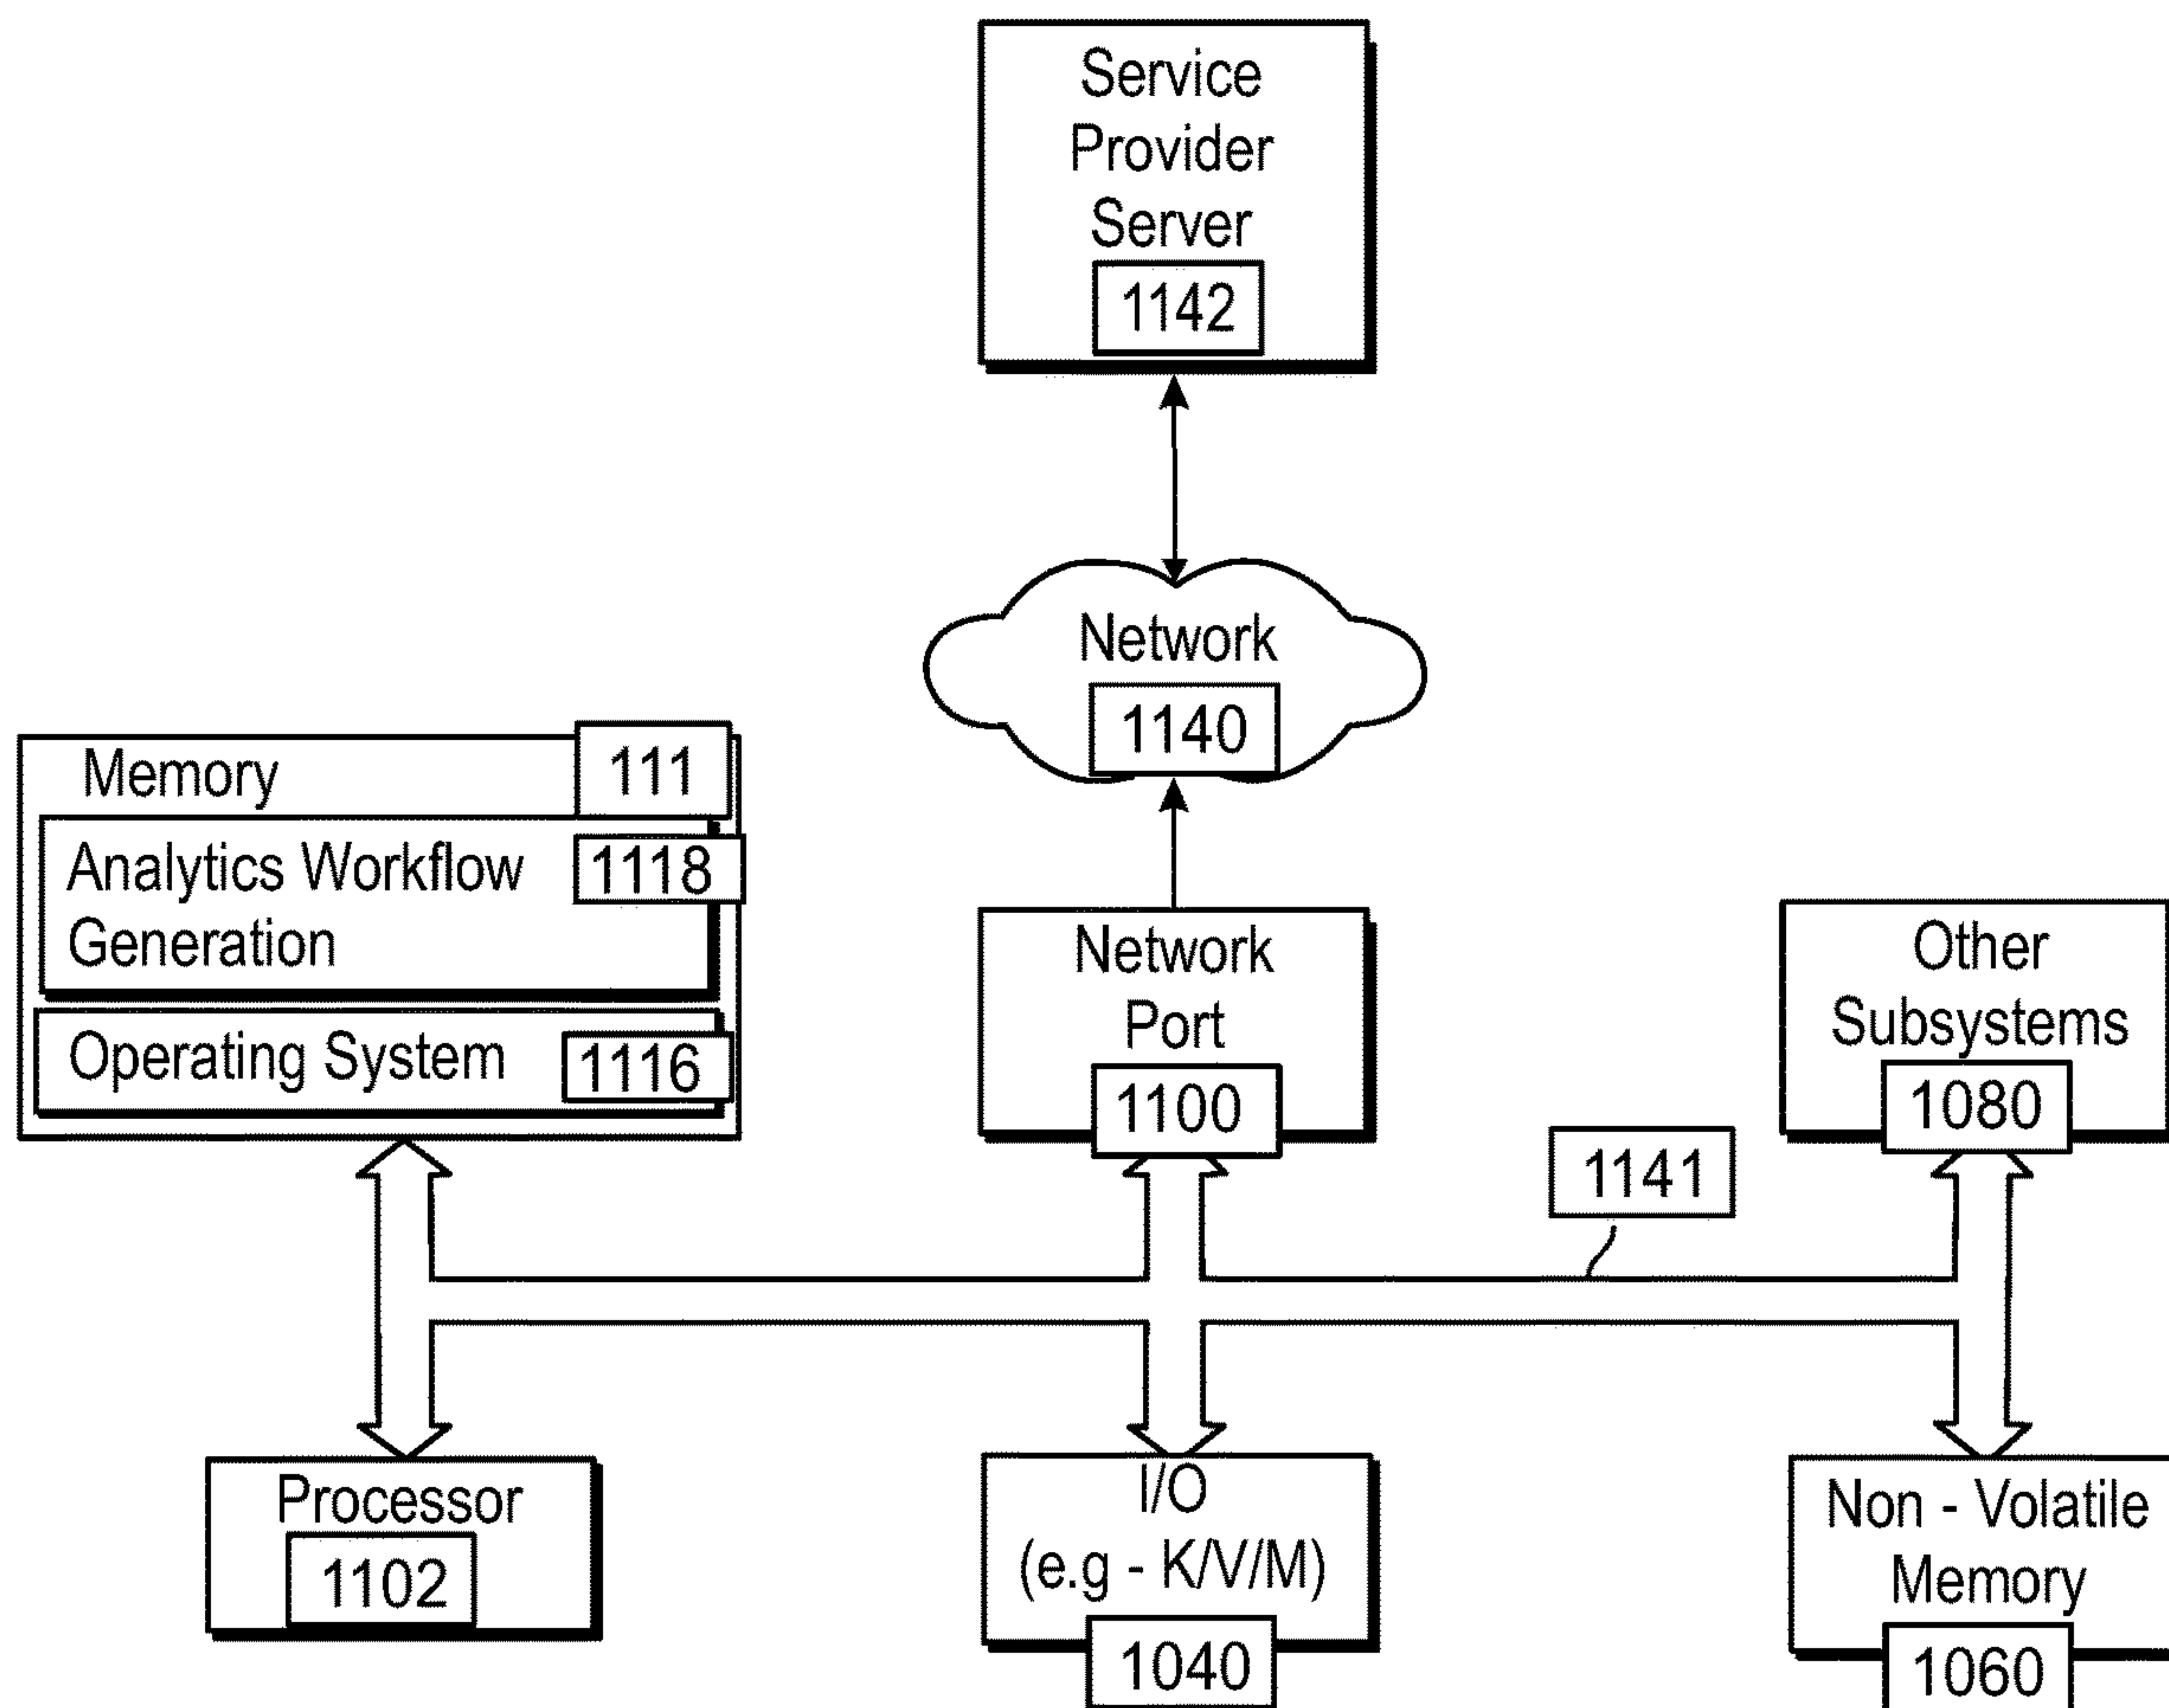 Service
Provider
Server
1142
Network
1140
Memory
111
Analytics Workflow
1118
Generation
Operating System
1116
Network
Port
1100
Other
Subsystems
1080
1141
Processor
1102
I/O
(e.g - K/V/M)
1040
Non - Volatile
Memory
1060